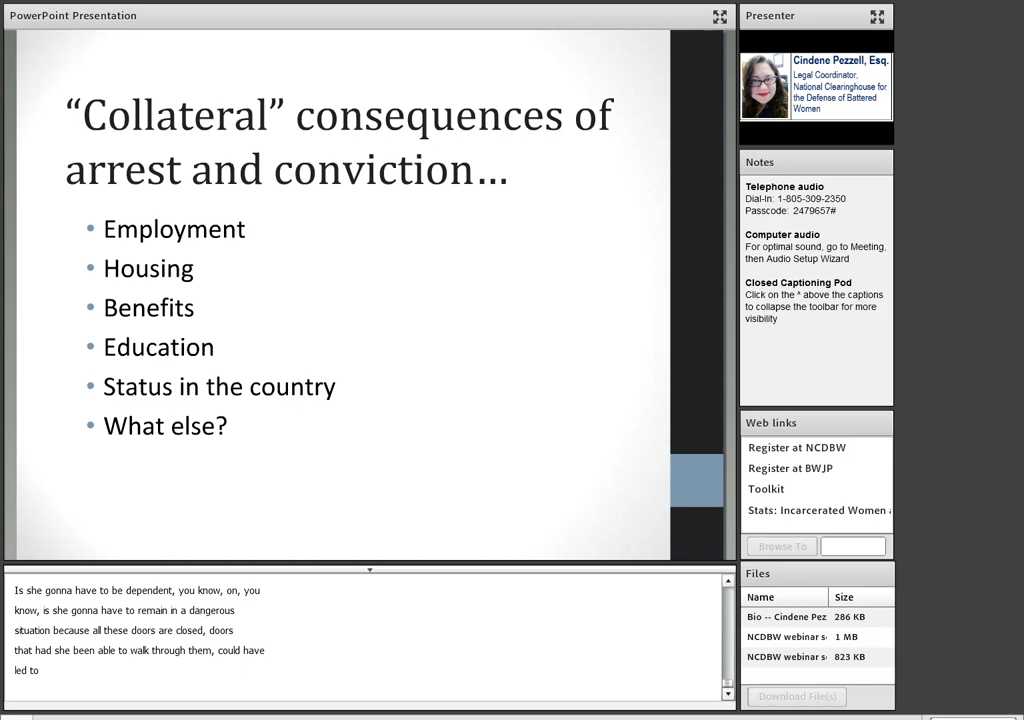 PowerPoint Presentation
“Collateral” consequences of
arrest and conviction…
• Employment
• Housing
• Benefits
• Education
• Status in the country
• What else?
Is she gonna have to be dependent, you know, on, you
know, is she gonna have to remain in a dangerous
situation because all these doors are closed, doors
that had she been able to walk through them, could have
led to
Presenter
Cindene Pezzell, Esq.
Legal Coordinator,
National Clearinghouse for
the Defense of Battered
Women
Notes
Telephone audio
Dial-In: 1-805-309-2350
Passcode: 2479657#
Computer audio
For optimal sound, go to Meeting,
then Audio Setup Wizard
Closed Captioning Pod
Click on the ^ above the captions
to collapse the toolbar for more
visibility
Web links
Register at NCDBW
Register at BWJP
Toolkit
Stats: Incarcerated Women
Browse To
Files
Name Size
Bio -- Cindene Pez 286 KB
NCDBW webinar s 1 MB
NCDBW webinar s 823 KB
Download File(s)